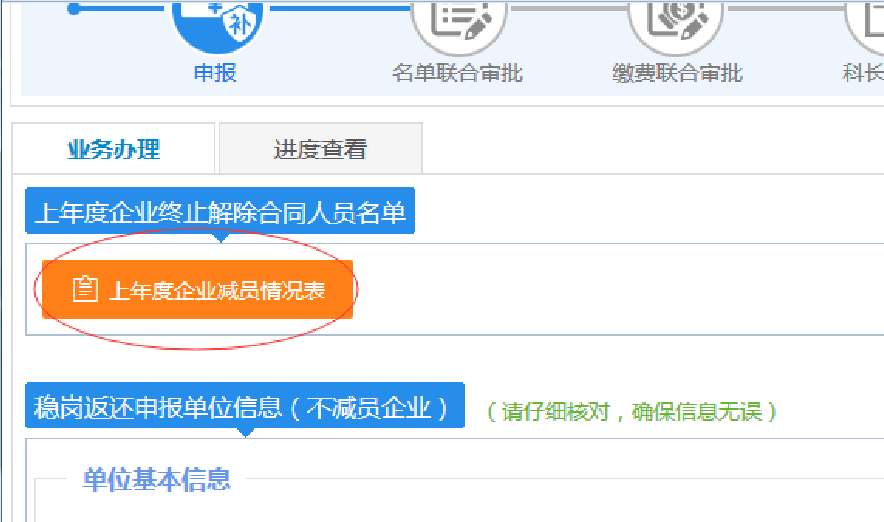 补
申报
名单联合审批
缴费联合审批
科长
业务办理
进度查看
上年度企业终止解除合同人员名单
上年度企业减员情况表
稳岗返还申报单位信息（不减员企业）
（请仔细核对，确保信息无误）
单位基本信息